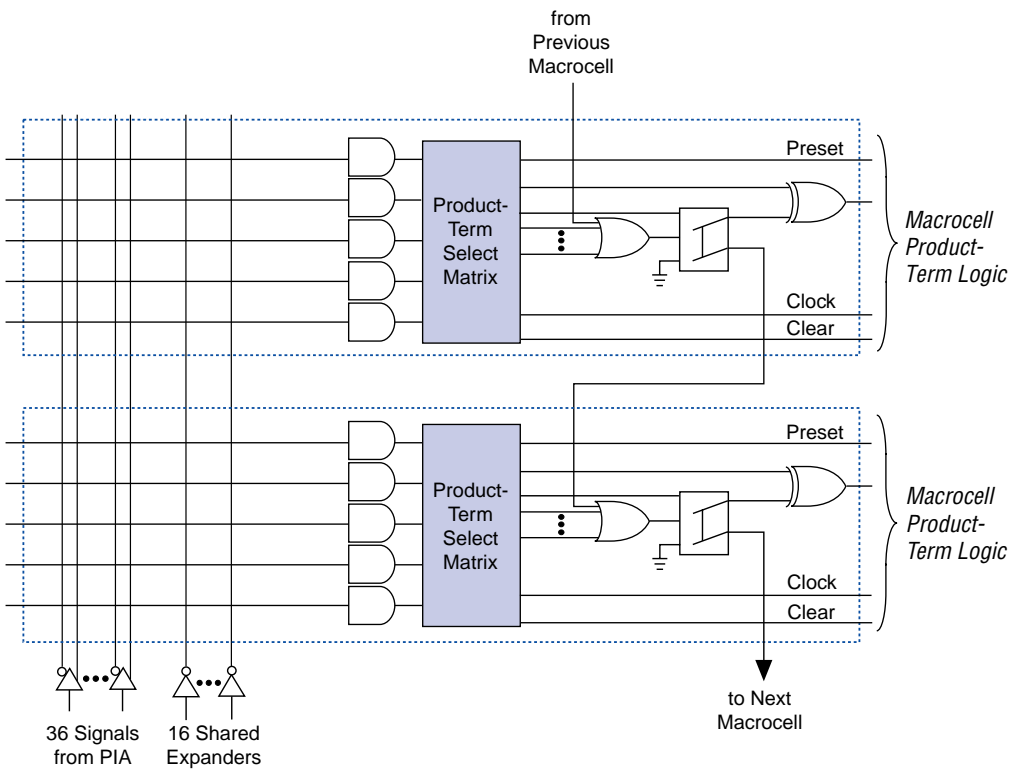 from
Previous
Macrocell
Preset
Product-
Term
Select
Matrix
Macrocell
Product-
Term Logic
Clock
Clear
Preset
Product-
Term
Select
Matrix
Macrocell
Product-
Term Logic
Clock
Clear
36 Signals
from PIA
16 Shared
Expanders
to Next
Macrocell